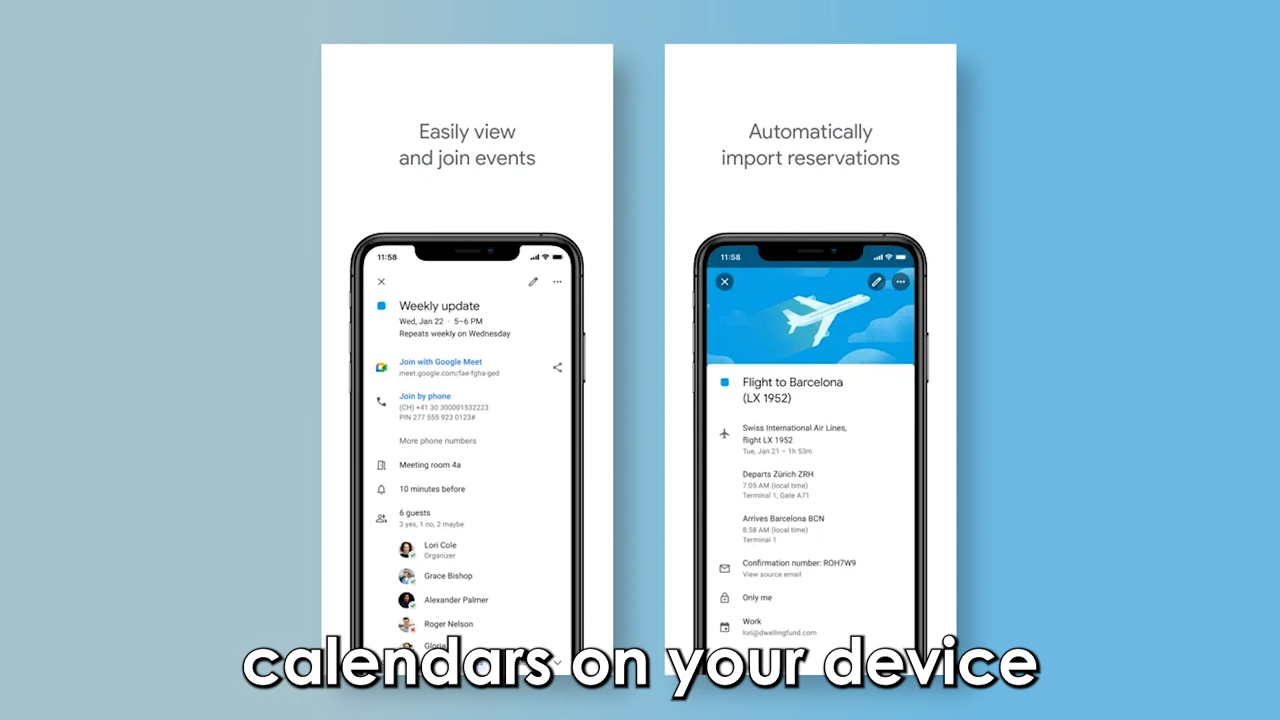 Easily view
and join events
11:58
Weekly update
Wed, Jan 22 · 5–6 PM
Repeats weekly on Wednesday
Join with Google Meet
meet.google.com/fae-fgha-ged
Join by phone
(CH) +41 30 300001532223
PIN 277 555 923 0123#
More phone numbers
Meeting room 4a
10 minutes before
6 guests
3 yes, 1 no, 2 maybe
Lori Cole
Organizer
Grace Bishop
Alexander Palmer
Roger Nelson
Gloria
Automatically
import reservations
11:58
Flight to Barcelona
(LX 1952)
Swiss International Air Lines,
flight LX 1952
Tue, Jan 21 – 1h 53m
Departs Zürich ZRH
7:05 AM (local time)
Terminal 1, Gate A71
Arrives Barcelona BCN
8:58 AM (local time)
Terminal 1
Confirmation number: ROH7W9
View source email
Only me
Work
lori@dwellingfund.com
calendars on your device